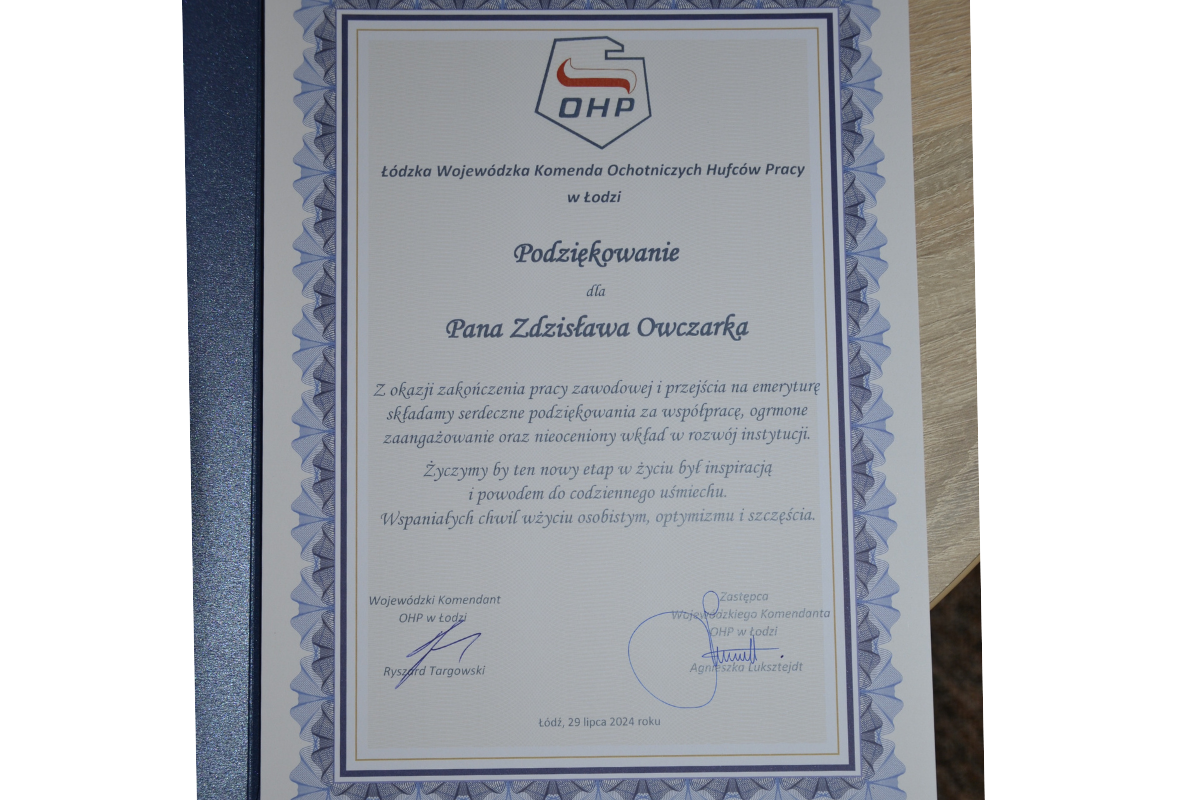 OHP
Łódzka Wojewódzka Komenda Ochotniczych Hufców Pracy
w Łodzi
Podziękowanie
dla
Pana Zdzisława Owczarka
Z okazji zakończenia pracy zawodowej i przejścia na emeryturę
składamy serdeczne podziękowania za współpracę, ogrmone
zaangażowanie oraz nieoceniony wkład w rozwój instytucji.
Życzymy by ten nowy etap w życiu był inspiracją
i powodem do codziennego uśmiechu.
Wspaniałych chwil wżyciu osobistym, optymizmu i szczęścia.
Wojewódzki Komendant
OHP w Łodzi
Ryszard Targowski
Zastępca
Wojewódzkiego Komendanta
OHP w Łodzi
Agnieszka Luksztejdt
Łódź, 29 lipca 2024 roku